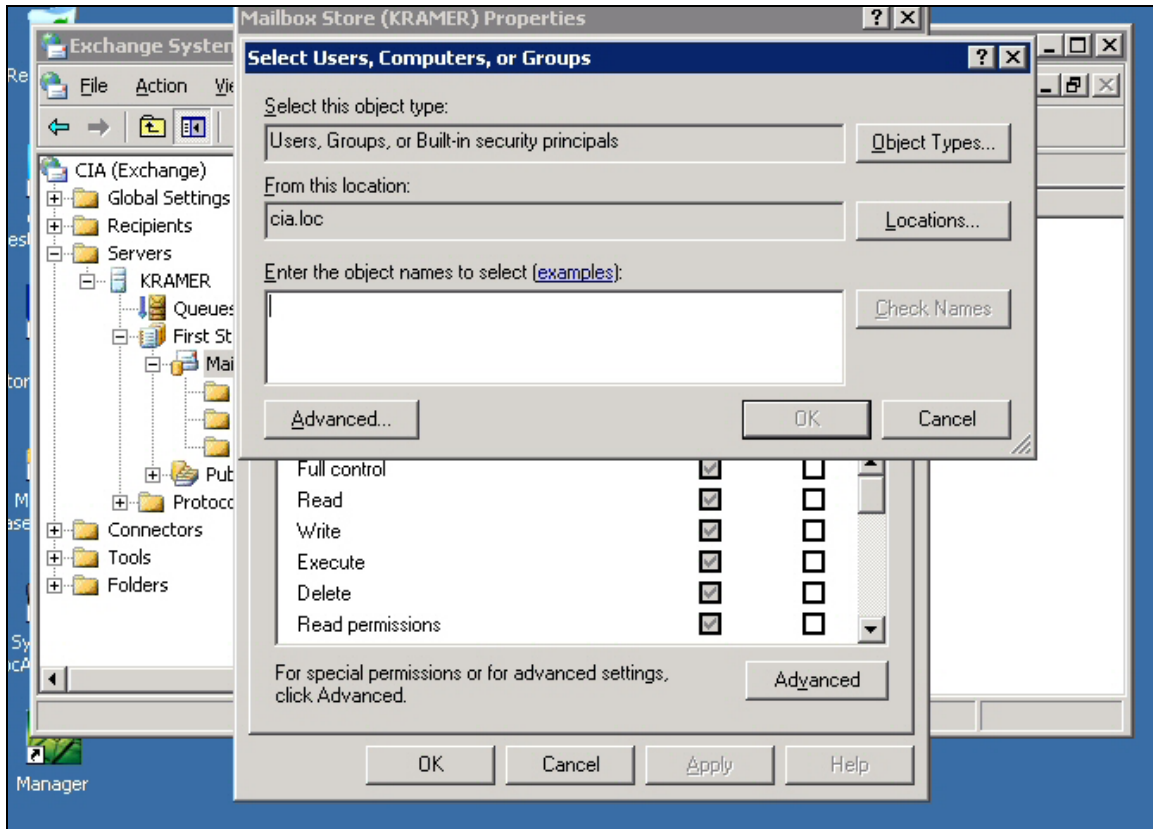 Mailbox Store (KRAMER) Properties
Exchange System
Select Users, Computers, or Groups
File Action
Select this object type:
Users, Groups, or Built-in security principals
Object Types...
From this location:
cia.loc
Locations...
Enter the object names to select (examples):
Check Names
Advanced...
OK
Cancel
CIA (Exchange)
Global Settings
Recipients
Servers
KRAMER
Queues
First St
Mai
Pub
Protoco
Connectors
Tools
Folders
Full control
Read
Write
Execute
Delete
Read permissions
For special permissions or for advanced settings,
click Advanced.
Advanced
OK
Cancel
Apply
Help
Manager